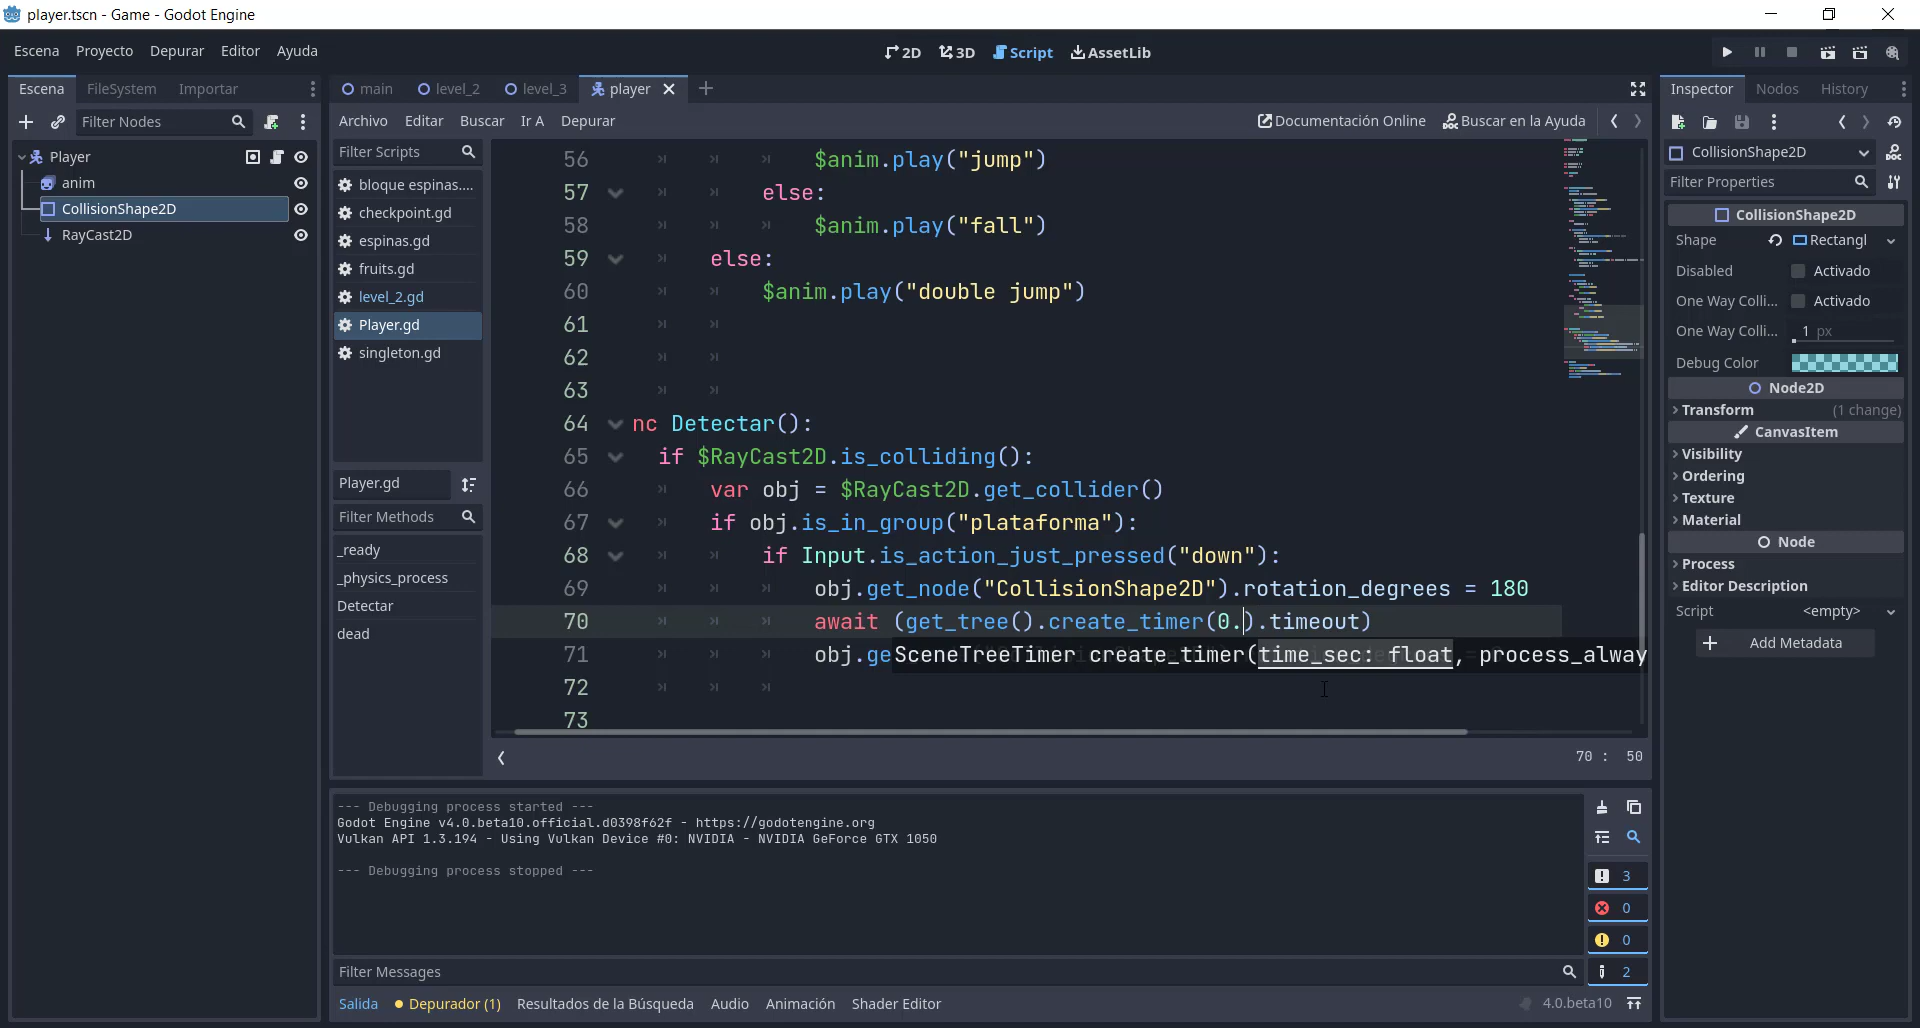 player.tscn - Game - Godot Engine
Escena Proyecto Depurar Editor Ayuda
2D 3D Script AssetLib
Escena FileSystem Importar
Filter Nodes
Player
anim
CollisionShape2D
RayCast2D
main level_2 level_3 player
Archivo Editar Buscar Ir A Depurar
Documentación Online Buscar en la Ayuda
Filter Scripts
bloque espinas....
checkpoint.gd
espinas.gd
fruits.gd
level_2.gd
Player.gd
singleton.gd
Player.gd
Filter Methods
_ready
_physics_process
Detectar
dead
56 $anim.play("jump")
57 else:
58 $anim.play("fall")
59 else:
60 $anim.play("double jump")
61
62
63
64 nc Detectar():
65 if $RayCast2D.is_colliding():
66 var obj = $RayCast2D.get_collider()
67 if obj.is_in_group("plataforma"):
68 if Input.is_action_just_pressed("down"):
69 obj.get_node("CollisionShape2D").rotation_degrees = 180
70 await (get_tree().create_timer(0.).timeout)
71 obj.ge
SceneTreeTimer create_timer(time_sec: float, process_alway
72
73
70 : 50
--- Debugging process started ---
Godot Engine v4.0.beta10.official.d0398f62f - https://godotengine.org
Vulkan API 1.3.194 - Using Vulkan Device #0: NVIDIA - NVIDIA GeForce GTX 1050
--- Debugging process stopped ---
3
0
0
2
Filter Messages
Salida Depurador (1) Resultados de la Búsqueda Audio Animación Shader Editor
4.0.beta10
Inspector Nodos History
CollisionShape2D
Filter Properties
CollisionShape2D
Shape Rectangl
Disabled Activado
One Way Colli... Activado
One Way Colli... 1 px
Debug Color
Node2D
Transform (1 change)
CanvasItem
Visibility
Ordering
Texture
Material
Node
Process
Editor Description
Script <empty>
Add Metadata